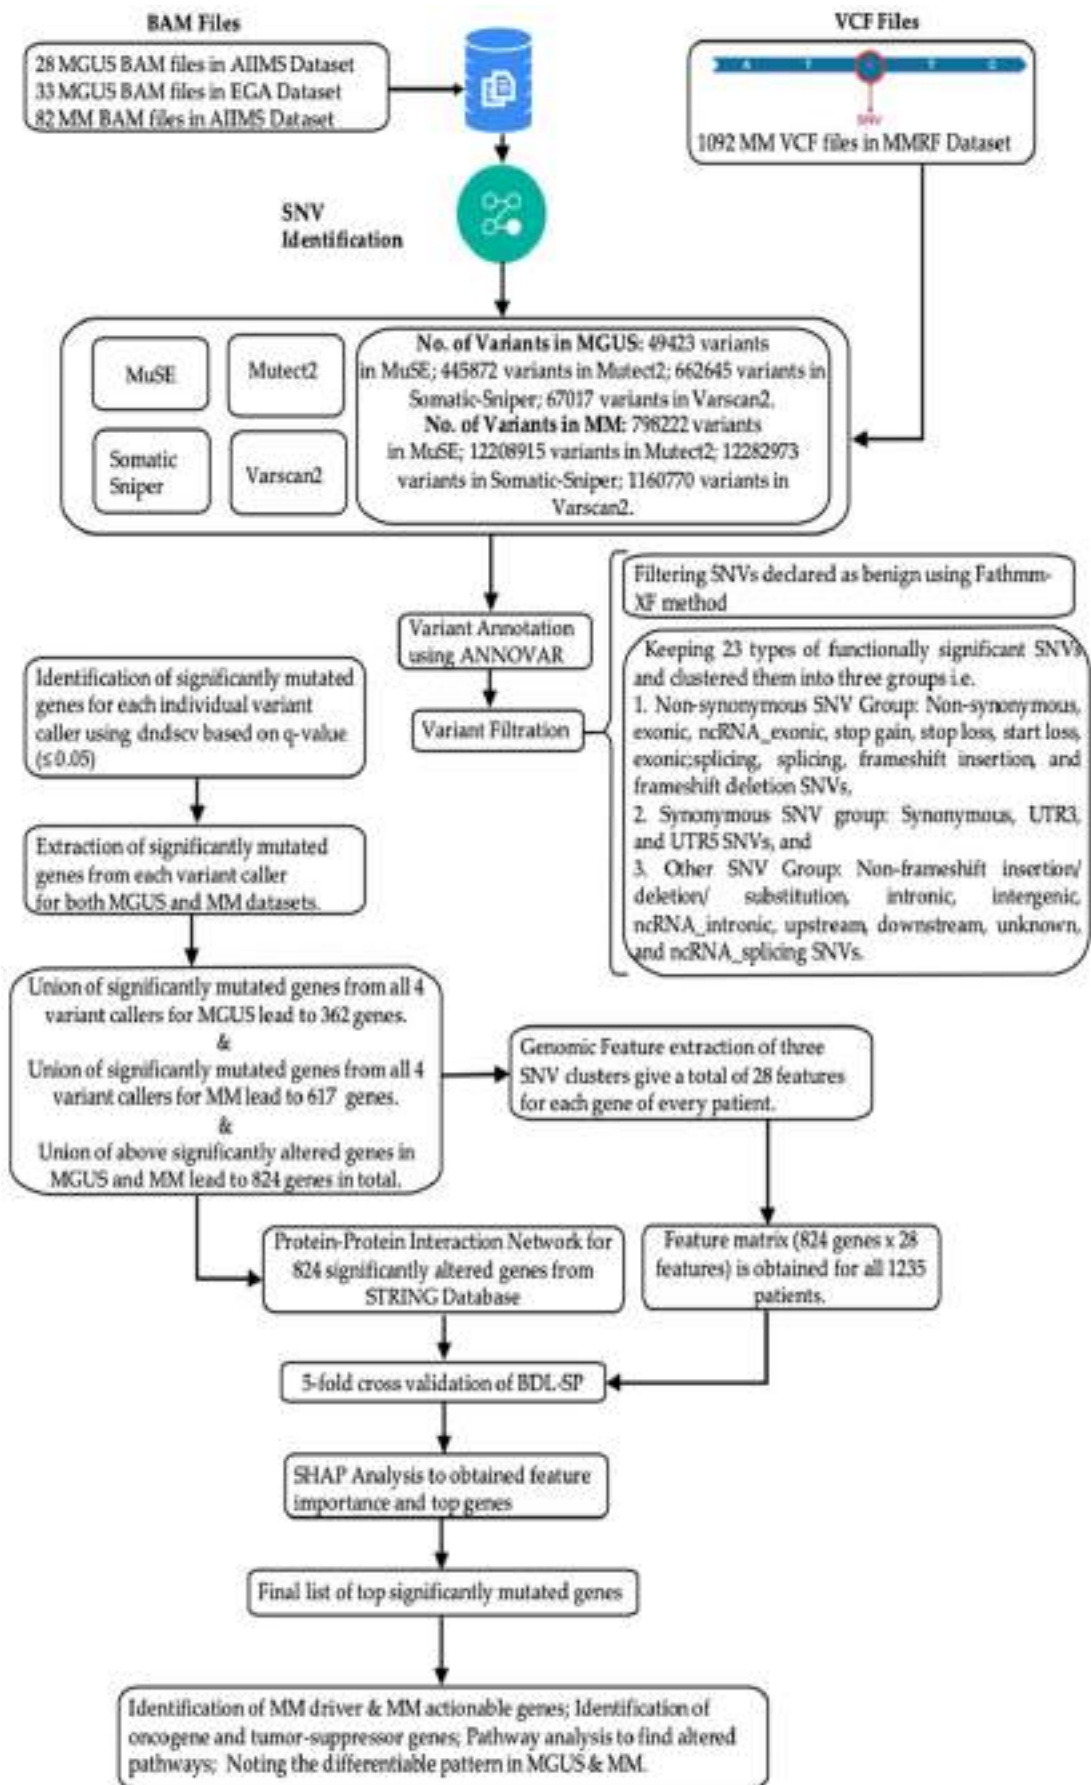 BAM Files
28 MGUS BAM files in AIIMS Dataset
33 MGUS BAM files in EGA Dataset
82 MM BAM files in AIIMS Dataset
VCF Files
A T T C
SNV
1092 MM VCF files in MMRF Dataset
SNV
Identification
MuSE
Mutect2
Somatic
Sniper
Varscan2
No. of Variants in MGUS: 49423 variants
in MuSE; 445872 variants in Mutect2; 662645 variants in
Somatic-Sniper; 67017 variants in Varscan2.
No. of Variants in MM: 798222 variants
in MuSE; 12208915 variants in Mutect2; 12282973
variants in Somatic-Sniper; 1160770 variants in
Varscan2.
Variant Annotation
using ANNOVAR
Variant Filtration
Filtering SNVs declared as benign using Fathmm-
XF method
Keeping 23 types of functionally significant SNVs
and clustered them into three groups i.e.
1. Non-synonymous SNV Group: Non-synonymous,
exonic, ncRNA_exonic, stop gain, stop loss, start loss,
exonic;splicing, splicing, frameshift insertion, and
frameshift deletion SNVs,
2. Synonymous SNV group: Synonymous, UTR3,
and UTR5 SNVs, and
3. Other SNV Group: Non-frameshift insertion/
deletion/ substitution, intronic, intergenic,
ncRNA_intronic, upstream, downstream, unknown,
and ncRNA_splicing SNVs.
Identification of significantly mutated
genes for each individual variant
caller using dndscv based on q-value
(≤ 0.05)
Extraction of significantly mutated
genes from each variant caller
for both MGUS and MM datasets.
Union of significantly mutated genes from all 4
variant callers for MGUS lead to 362 genes.
&
Union of significantly mutated genes from all 4
variant callers for MM lead to 617 genes.
&
Union of above significantly altered genes in
MGUS and MM lead to 824 genes in total.
Genomic Feature extraction of three
SNV clusters give a total of 28 features
for each gene of every patient.
Protein-Protein Interaction Network for
824 significantly altered genes from
STRING Database
Feature matrix (824 genes x 28
features) is obtained for all 1235
patients.
5-fold cross validation of BDL-SP
SHAP Analysis to obtained feature
importance and top genes
Final list of top significantly mutated genes
Identification of MM driver & MM actionable genes; Identification of
oncogene and tumor-suppressor genes; Pathway analysis to find altered
pathways; Noting the differentiable pattern in MGUS & MM.